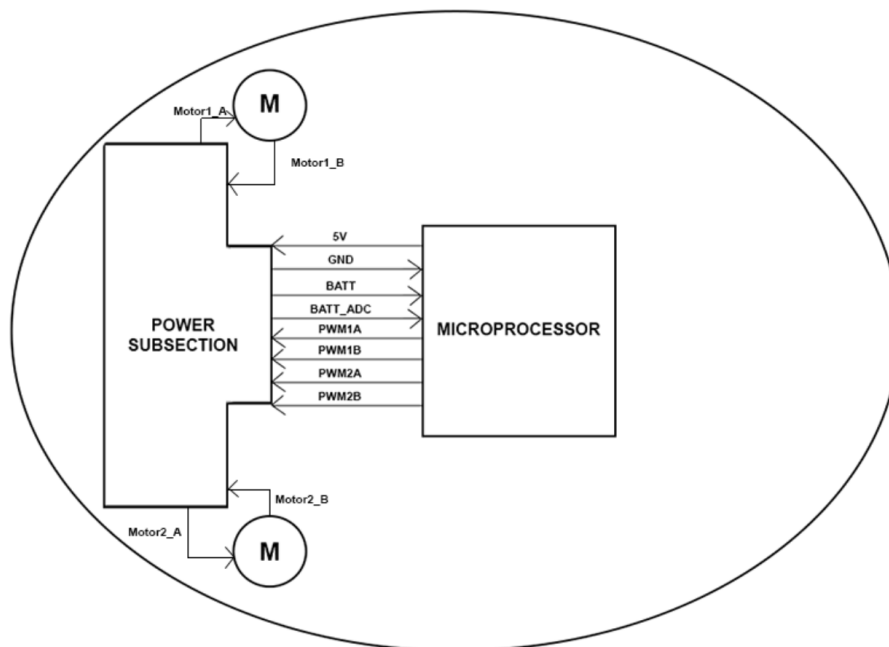 M
Motor1_A
Motor1_B
5V
GND
BATT
BATT_ADC
PWM1A
PWM1B
PWM2A
PWM2B
POWER
SUBSECTION
MICROPROCESSOR
Motor2_B
Motor2_A
M